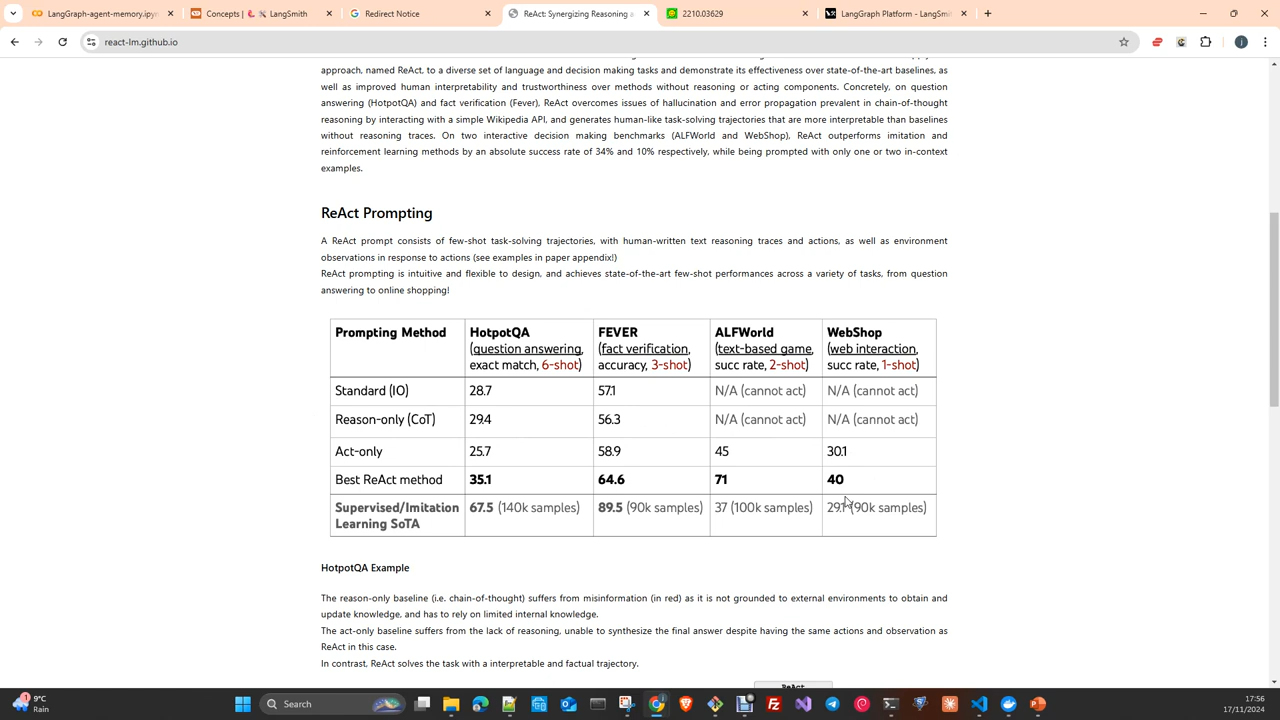 LangGraph-agent-memory.ipy
Concepts | 🦜🛠️ LangSmith
Redirect Notice
ReAct: Synergizing Reasoning a
2210.03629
LangGraph Platform - LangSmi
react-lm.github.io
approach, named ReAct, to a diverse set of language and decision making tasks and demonstrate its effectiveness over state-of-the-art baselines, as
well as improved human interpretability and trustworthiness over methods without reasoning or acting components. Concretely, on question
answering (HotpotQA) and fact verification (Fever), ReAct overcomes issues of hallucination and error propagation prevalent in chain-of-thought
reasoning by interacting with a simple Wikipedia API, and generates human-like task-solving trajectories that are more interpretable than baselines
without reasoning traces. On two interactive decision making benchmarks (ALFWorld and WebShop), ReAct outperforms imitation and
reinforcement learning methods by an absolute success rate of 34% and 10% respectively, while being prompted with only one or two in-context
examples.
ReAct Prompting
A ReAct prompt consists of few-shot task-solving trajectories, with human-written text reasoning traces and actions, as well as environment
observations in response to actions (see examples in paper appendix!)
ReAct prompting is intuitive and flexible to design, and achieves state-of-the-art few-shot performances across a variety of tasks, from question
answering to online shopping!
Prompting Method HotpotQA FEVER ALFWorld WebShop
(question answering, (fact verification, (text-based game, (web interaction,
exact match, 6-shot) accuracy, 3-shot) succ rate, 2-shot) succ rate, 1-shot)
Standard (IO) 28.7 57.1 N/A (cannot act) N/A (cannot act)
Reason-only (CoT) 29.4 56.3 N/A (cannot act) N/A (cannot act)
Act-only 25.7 58.9 45 30.1
Best ReAct method 35.1 64.6 71 40
Supervised/Imitation 67.5 (140k samples) 89.5 (90k samples) 37 (100k samples) 29.1 (90k samples)
Learning SoTA
HotpotQA Example
The reason-only baseline (i.e. chain-of-thought) suffers from misinformation (in red) as it is not grounded to external environments to obtain and
update knowledge, and has to rely on limited internal knowledge.
The act-only baseline suffers from the lack of reasoning, unable to synthesize the final answer despite having the same actions and observation as
ReAct in this case.
In contrast, ReAct solves the task with a interpretable and factual trajectory.
ReAct
9°C
Rain
Search
17:56
17/11/2024